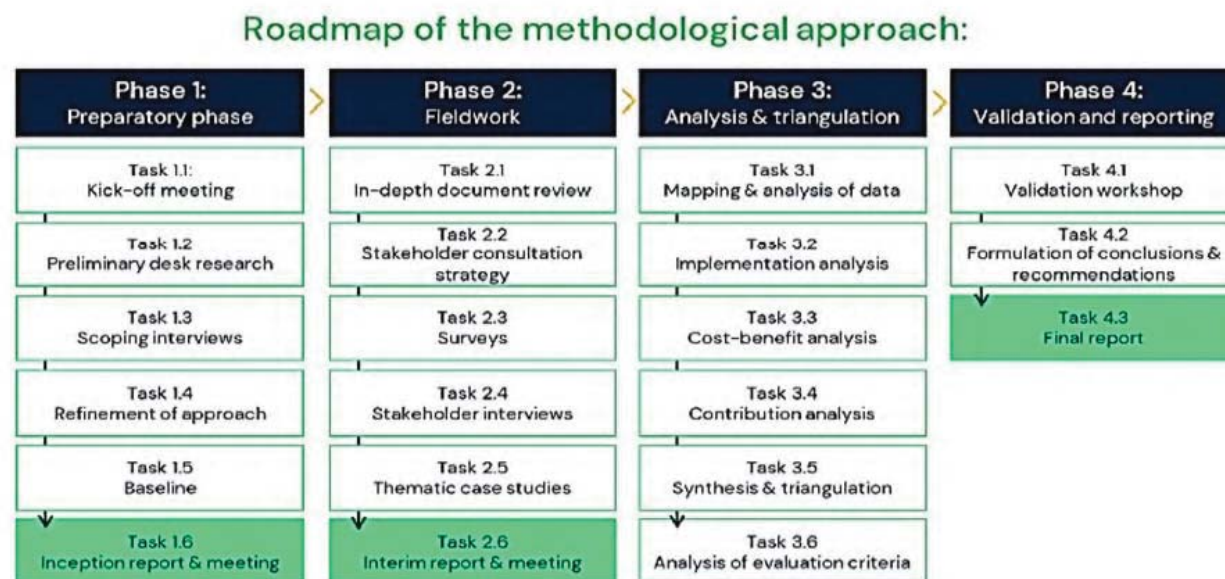 Roadmap of the methodological approach:
Phase 1:
Preparatory phase
Task 1.1:
Kick-off meeting
Task 1.2
Preliminary desk research
Task 1.3
Scoping interviews
Task 1.4
Refinement of approach
Task 1.5
Baseline
Task 1.6
Inception report & meeting
Phase 2:
Fieldwork
Task 2.1
In-depth document review
Task 2.2
Stakeholder consultation
strategy
Task 2.3
Surveys
Task 2.4
Stakeholder interviews
Task 2.5
Thematic case studies
Task 2.6
Interim report & meeting
Phase 3:
Analysis & triangulation
Task 3.1
Mapping & analysis of data
Task 3.2
Implementation analysis
Task 3.3
Cost-benefit analysis
Task 3.4
Contribution analysis
Task 3.5
Synthesis & triangulation
Task 3.6
Analysis of evaluation criteria
Phase 4:
Validation and reporting
Task 4.1
Validation workshop
Task 4.2
Formulation of conclusions &
recommendations
Task 4.3
Final report